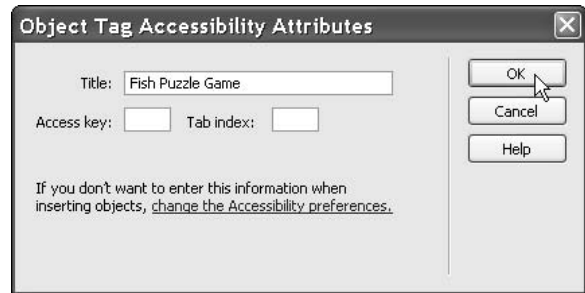 Object Tag Accessibility Attributes
Title: Fish Puzzle Game
Access key: Tab index:
If you don't want to enter this information when
inserting objects, change the Accessibility preferences.
OK
Cancel
Help